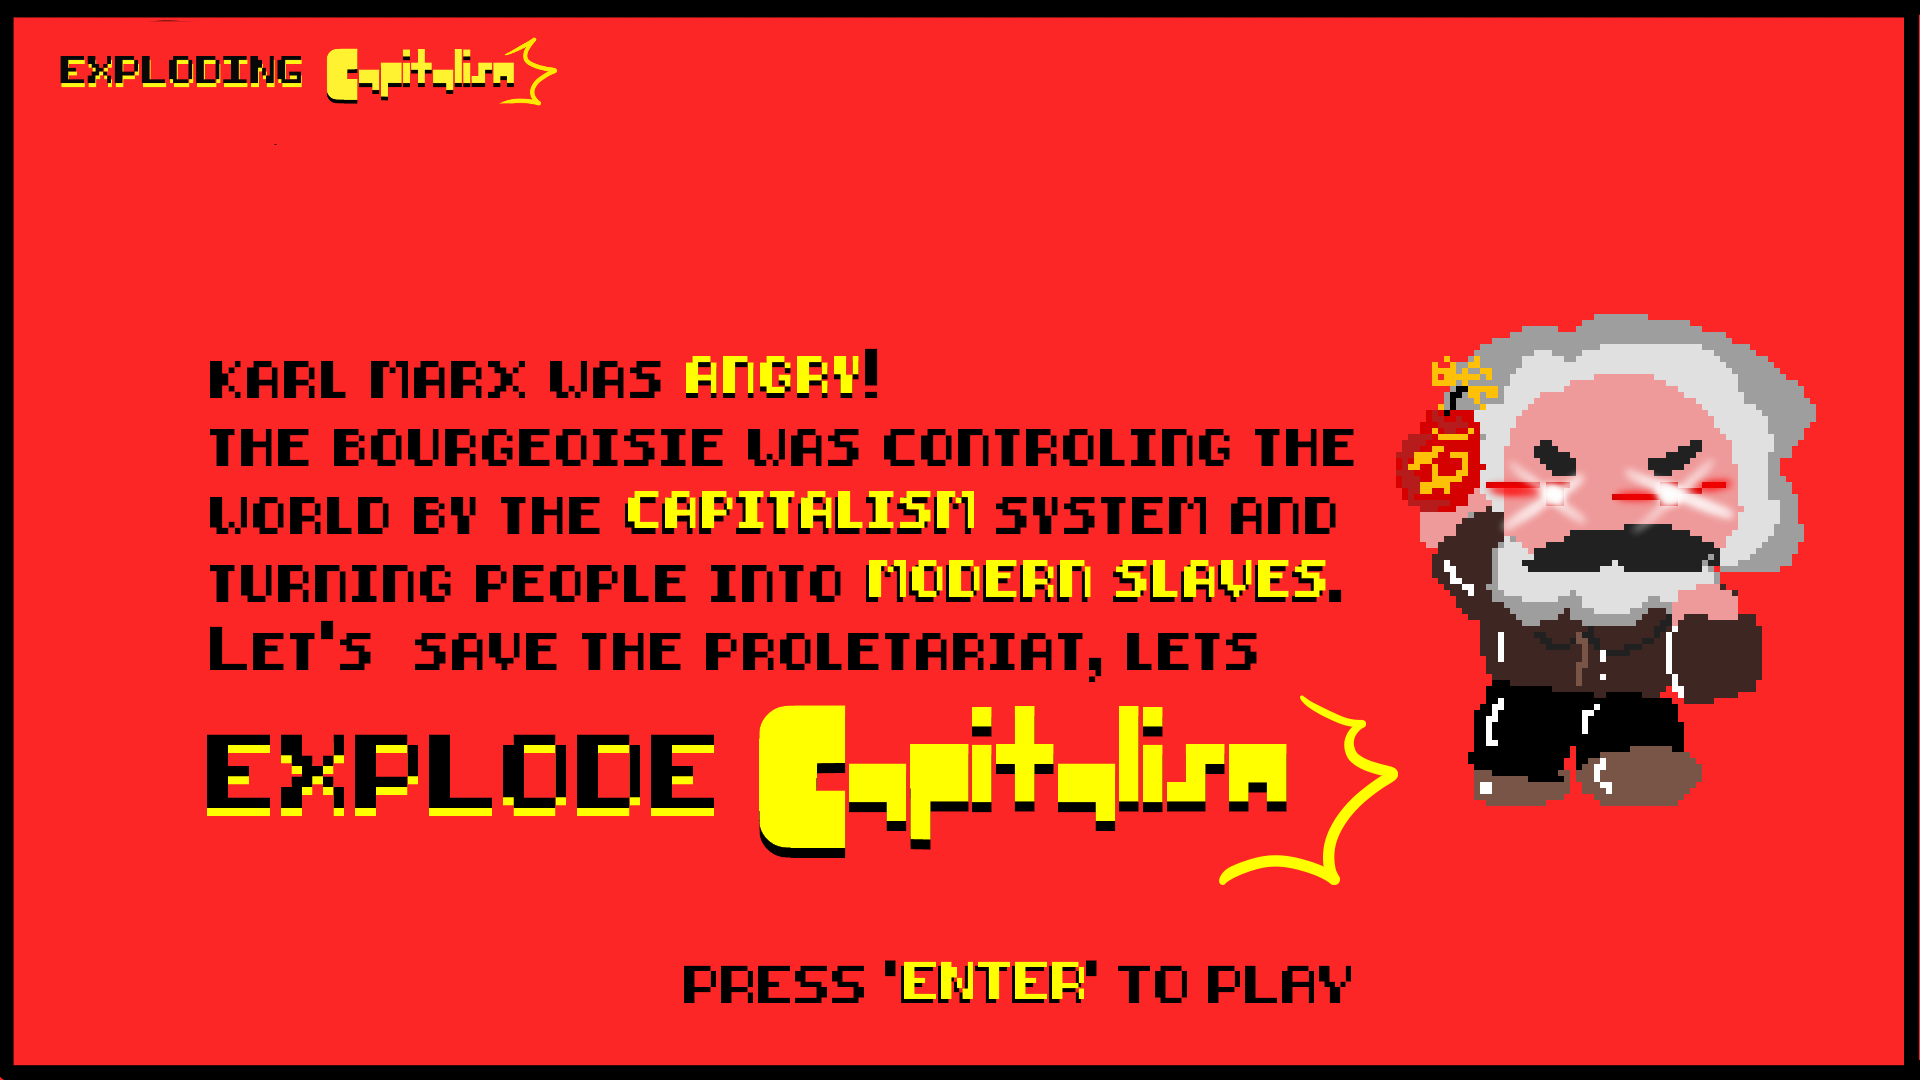 EXPLODING Capitalism
KARL MARX WAS ANGRY!
THE BOURGEOISIE WAS CONTROLING THE
WORLD BY THE CAPITALISM SYSTEM AND
TURNING PEOPLE INTO MODERN SLAVES.
LET'S SAVE THE PROLETARIAT, LETS
EXPLODE Capitalism
PRESS 'ENTER' TO PLAY